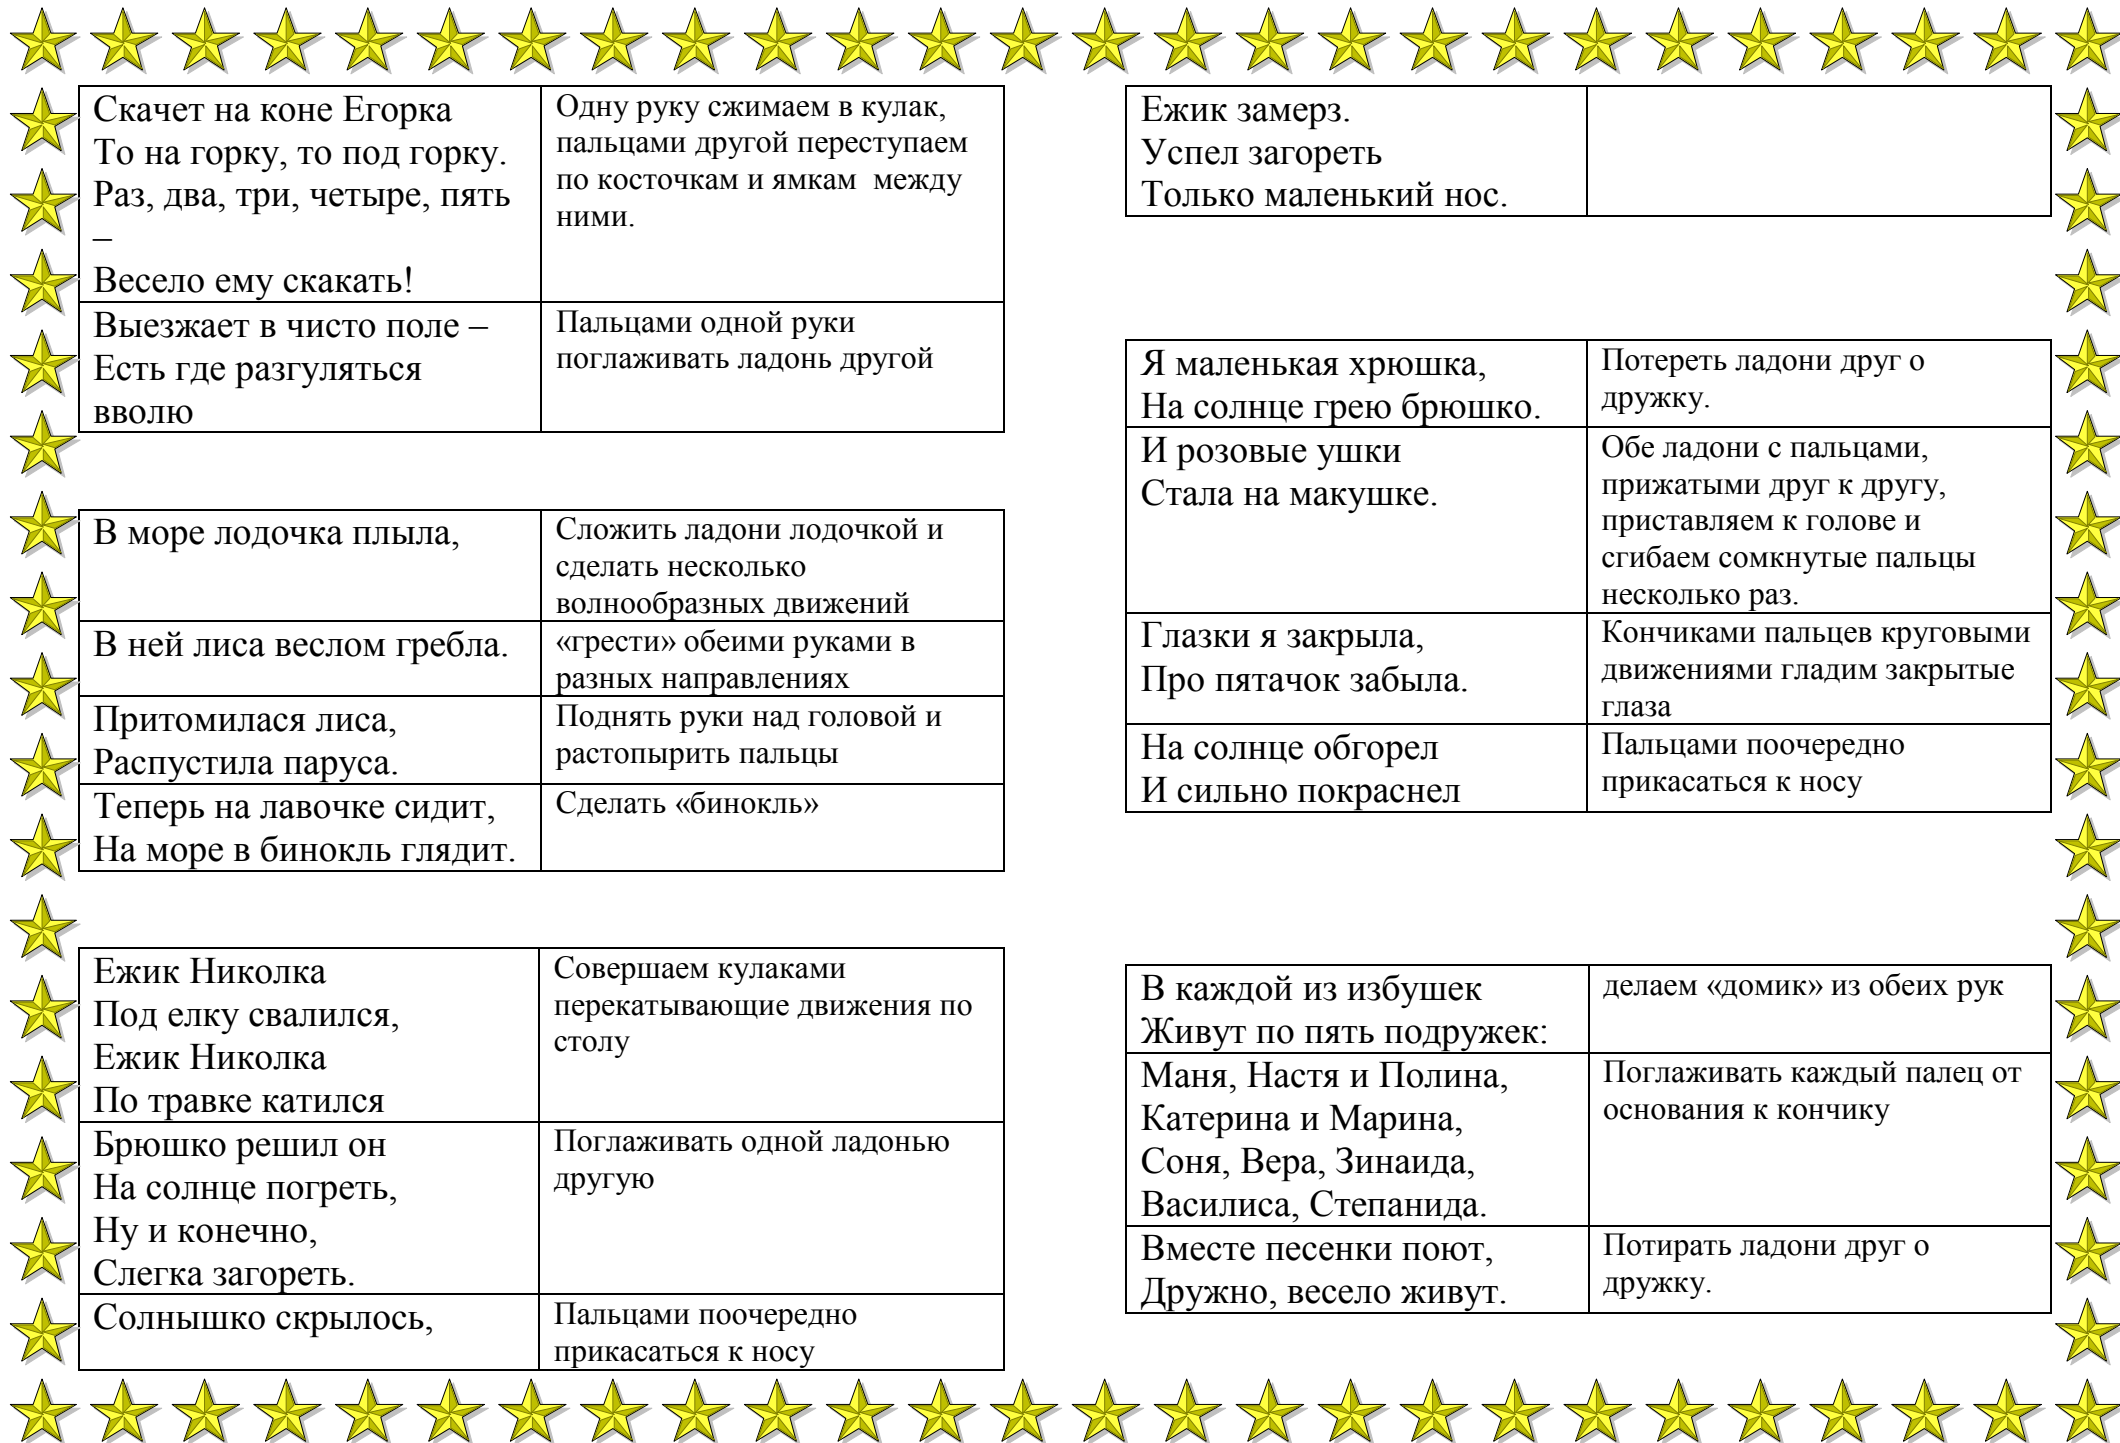 Скачет на коне Егорка
То на горку, то под горку.
Раз, два, три, четыре, пять
–
Весело ему скакать!
Одну руку сжимаем в кулак,
пальцами другой переступаем
по косточкам и ямкам между
ними.
Выезжает в чисто поле –
Есть где разгуляться
вволю
Пальцами одной руки
поглаживать ладонь другой
В море лодочка плыла,
Сложить ладони лодочкой и
сделать несколько
волнообразных движений
В ней лиса веслом гребла.
«грести» обеими руками в
разных направлениях
Притомилася лиса,
Распустила паруса.
Поднять руки над головой и
растопырить пальцы
Теперь на лавочке сидит,
На море в бинокль глядит.
Сделать «бинокль»
Ежик Николка
Под елку свалился,
Ежик Николка
По травке катился
Совершаем кулаками
перекатывающие движения по
столу
Брюшко решил он
На солнце погреть,
Ну и конечно,
Слегка загореть.
Поглаживать одной ладонью
другую
Солнышко скрылось,
Пальцами поочередно
прикасаться к носу
Ежик замерз.
Успел загореть
Только маленький нос.
Я маленькая хрюшка,
На солнце грею брюшко.
Потереть ладони друг о
дружку.
И розовые ушки
Стала на макушке.
Обе ладони с пальцами,
прижатыми друг к другу,
приставляем к голове и
сгибаем сомкнутые пальцы
несколько раз.
Глазки я закрыла,
Про пятачок забыла.
Кончиками пальцев круговыми
движениями гладим закрытые
глаза
На солнце обгорел
И сильно покраснел
Пальцами поочередно
прикасаться к носу
В каждой из избушек
Живут по пять подружек:
делаем «домик» из обеих рук
Маня, Настя и Полина,
Катерина и Марина,
Соня, Вера, Зинаида,
Василиса, Степанида.
Поглаживать каждый палец от
основания к кончику
Вместе песенки поют,
Дружно, весело живут.
Потирать ладони друг о
дружку.